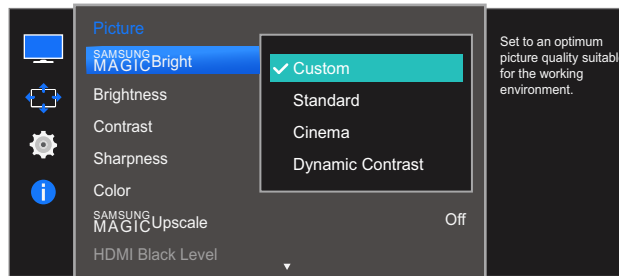 Picture
SAMSUNG
MAGICBright
Brightness
Contrast
Sharpness
Color
SAMSUNG
MAGICUpscale
Off
HDMI Black Level
Custom
Standard
Cinema
Dynamic Contrast
Set to an optimum
picture quality
for the working
environment.